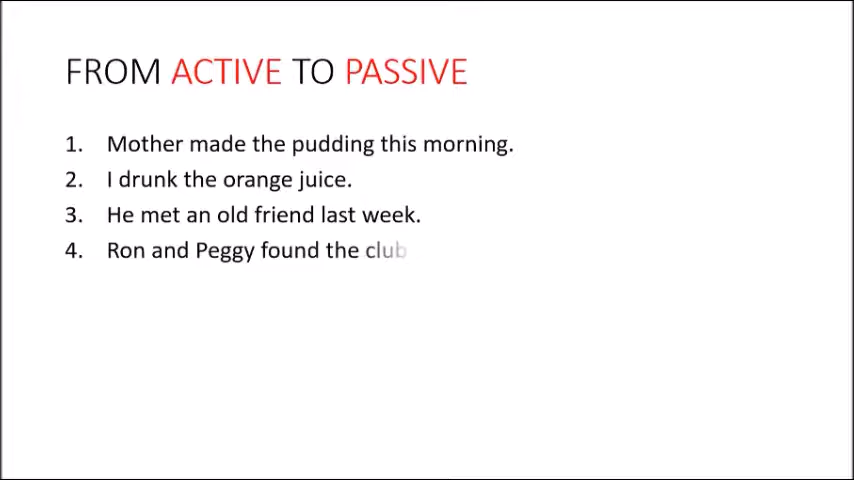 FROM ACTIVE TO PASSIVE
1. Mother made the pudding this morning.
2. I drunk the orange juice.
3. He met an old friend last week.
4. Ron and Peggy found the club